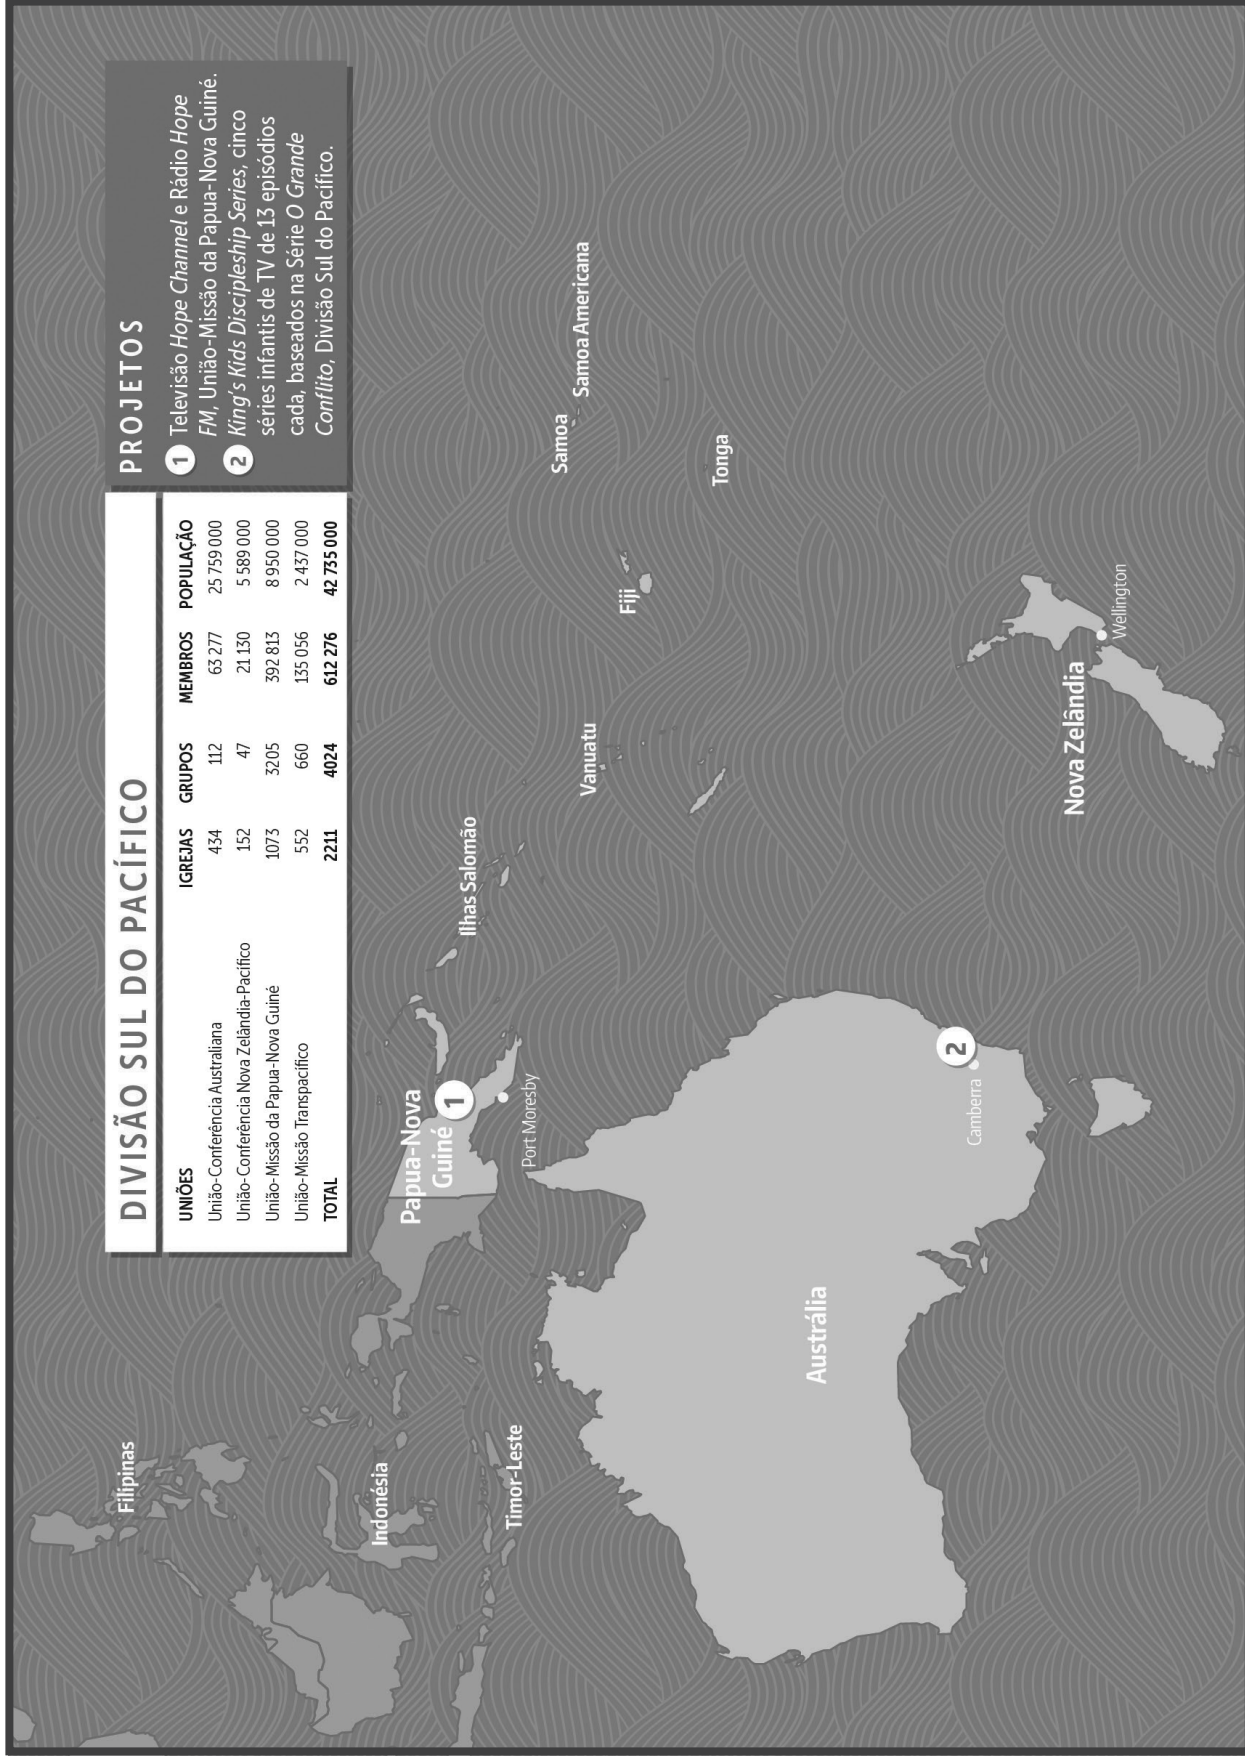 DIVISÃO SUL DO PACÍFICO
UNIÕES IGREJAS GRUPOS MEMBROS POPULAÇÃO
União-Conferência Australiana 434 112 63 277 25 759 000
União-Conferência Nova Zelândia-Pacífico 152 47 21 130 5 589 000
União-Missão da Papua-Nova Guiné 1073 3205 392 813 8 950 000
União-Missão Transpacífico 552 660 135 056 2 437 000
TOTAL 2211 4024 612 276 42 735 000
PROJETOS
1 Televisão Hope Channel e Rádio Hope
FM, União-Missão da Papua-Nova Guiné.
2 King's Kids Discipleship Series, cinco
séries infantis de TV de 13 episódios
cada, baseados na Série O Grande
Conflito, Divisão Sul do Pacífico.
Filipinas
Indonésia
Timor-Leste
Papua-Nova
Guiné
1
Port Moresby
Ilhas Salomão
Vanuatu
Fiji
Samoa
Samoa Americana
Tonga
Austrália
2
Camberra
Nova Zelândia
Wellington